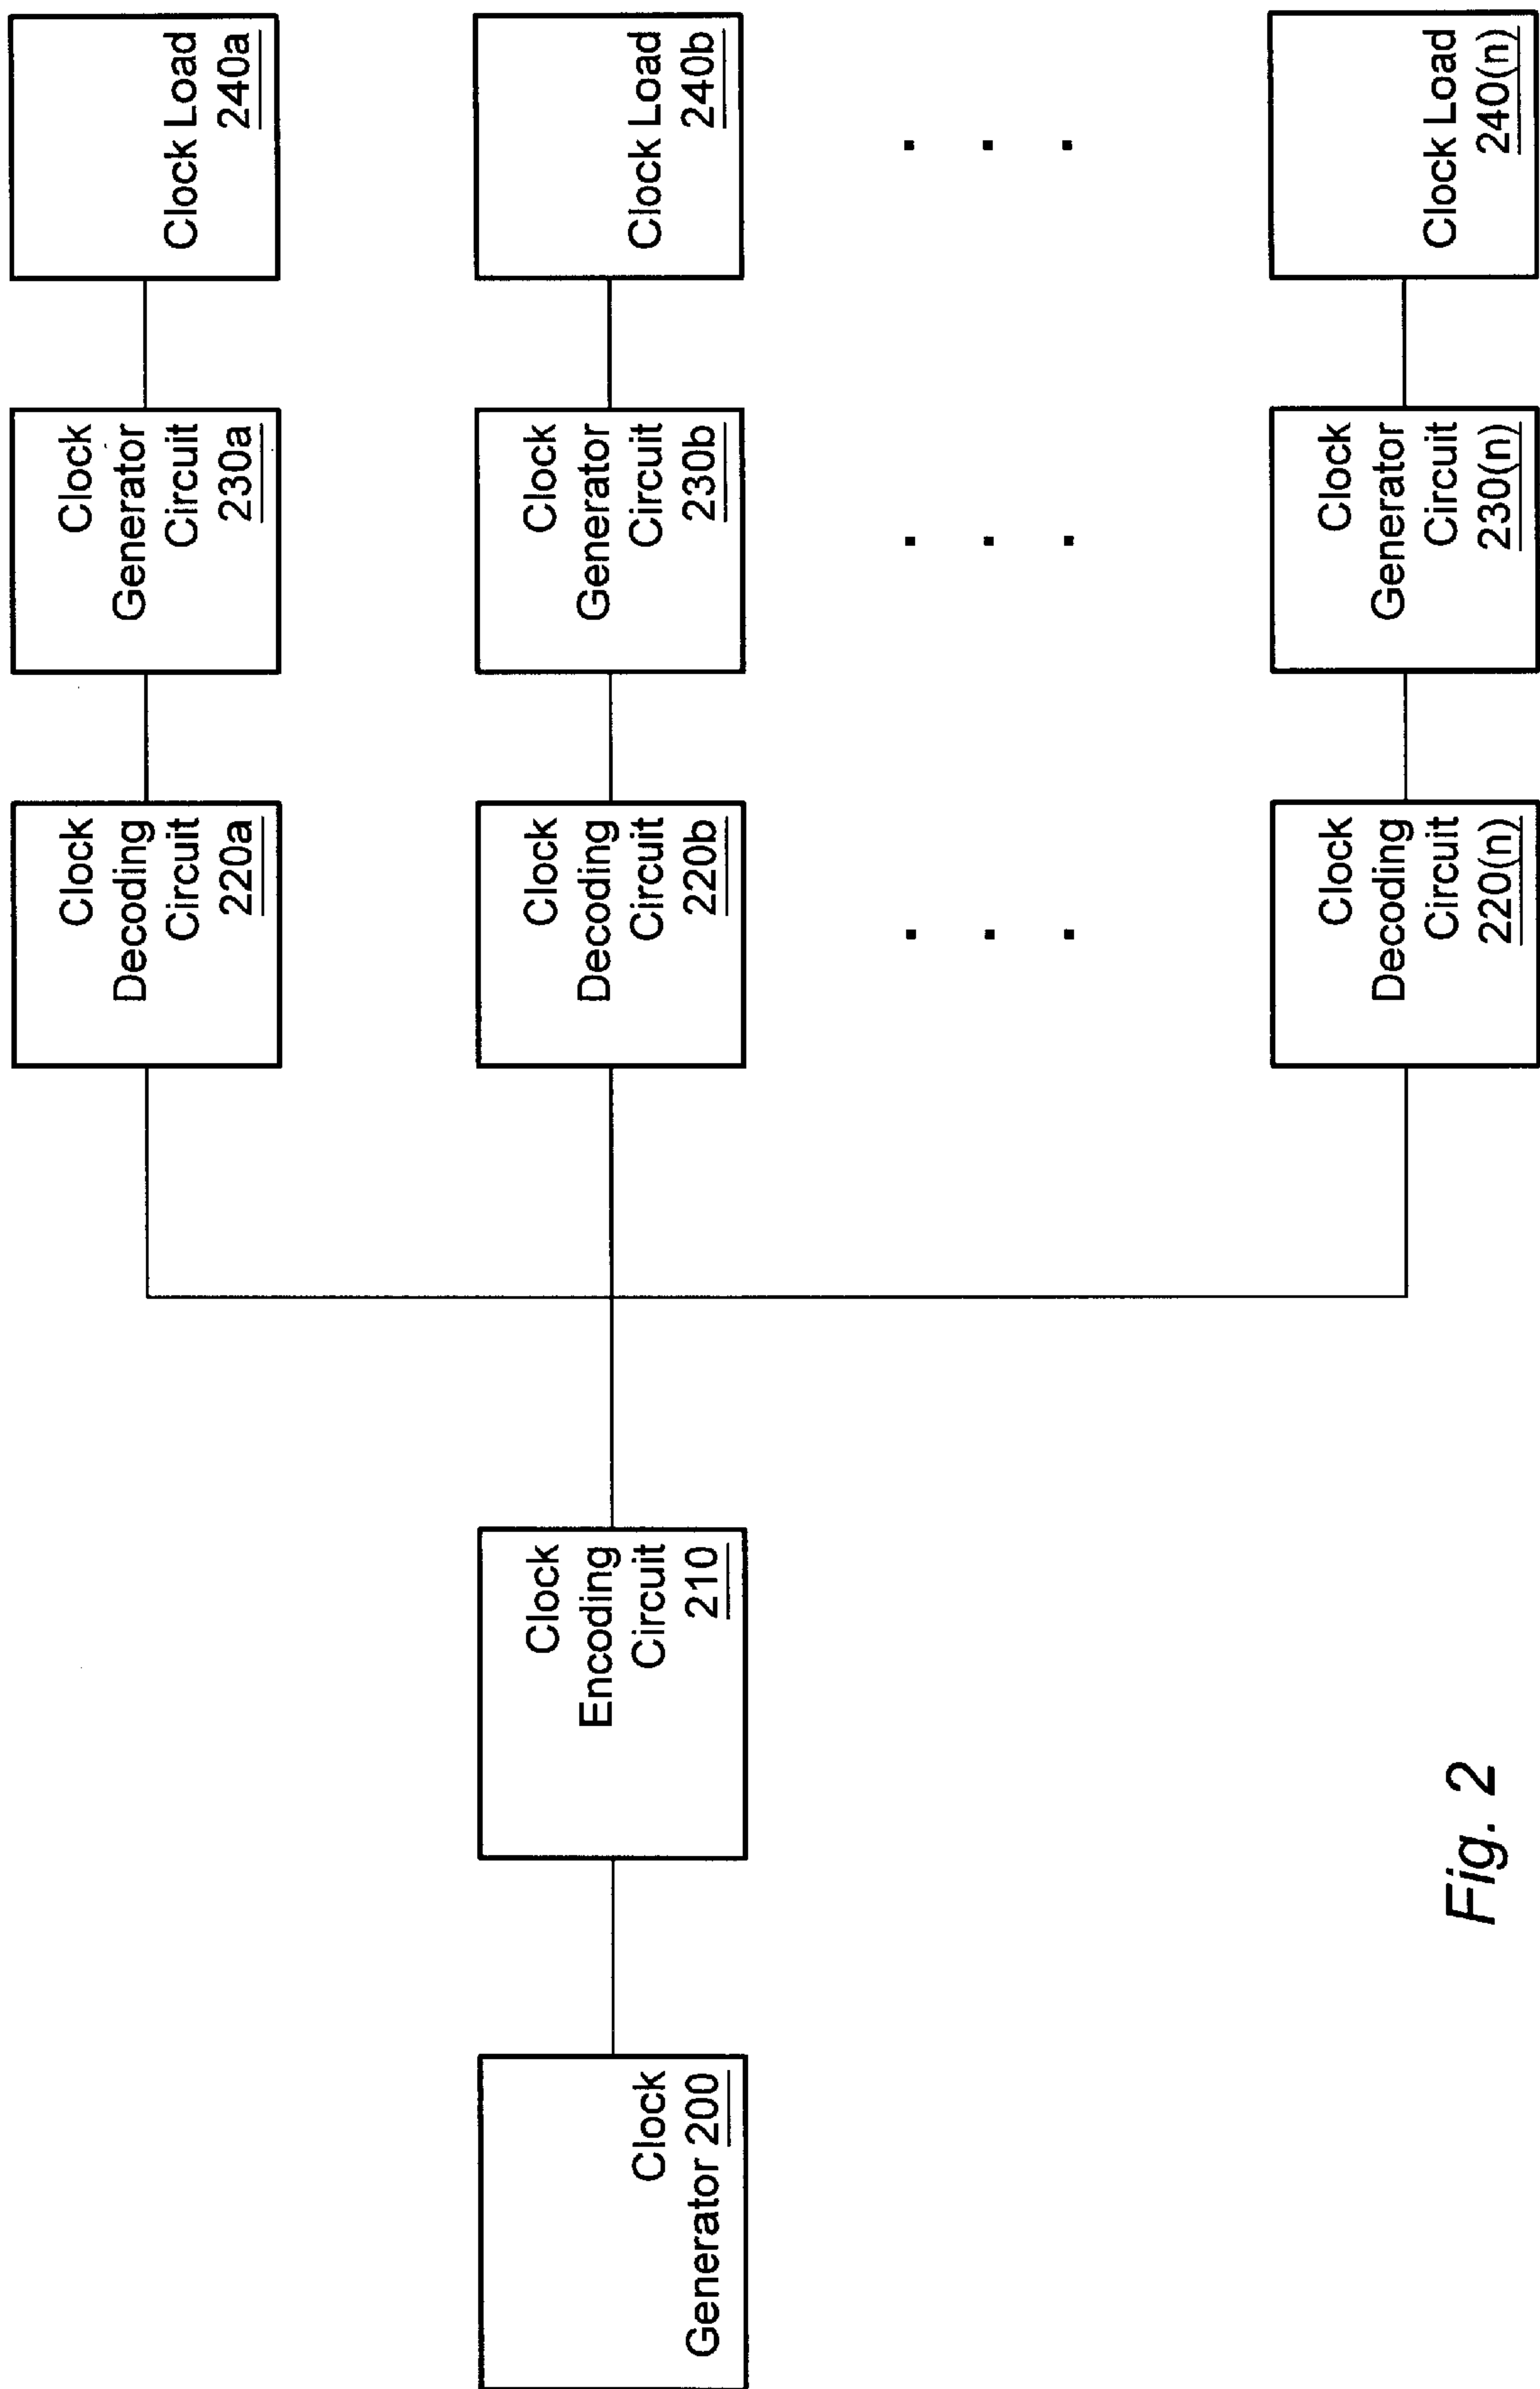 Clock
Generator 200
Clock
Encoding
Circuit
210
Clock
Decoding
Circuit
220a
Clock
Generator
Circuit
230a
Clock Load
240a
Clock
Decoding
Circuit
220b
Clock
Generator
Circuit
230b
Clock Load
240b
. . .
. . .
. . .
Clock
Decoding
Circuit
220(n)
Clock
Generator
Circuit
230(n)
Clock Load
240(n)
Fig. 2